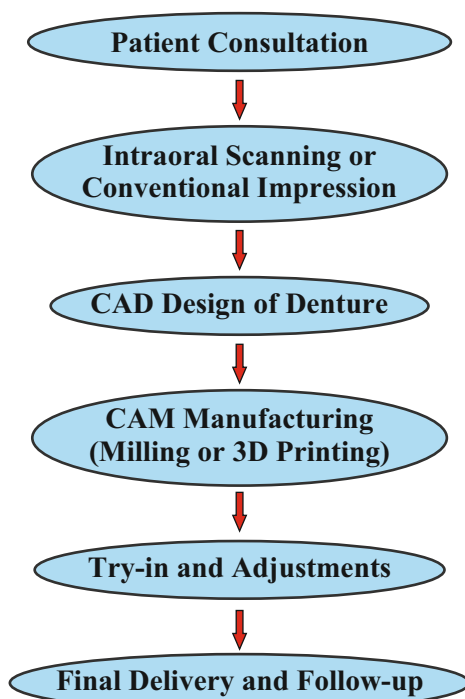 Patient Consultation
Intraoral Scanning or
Conventional Impression
CAD Design of Denture
CAM Manufacturing
(Milling or 3D Printing)
Try-in and Adjustments
Final Delivery and Follow-up